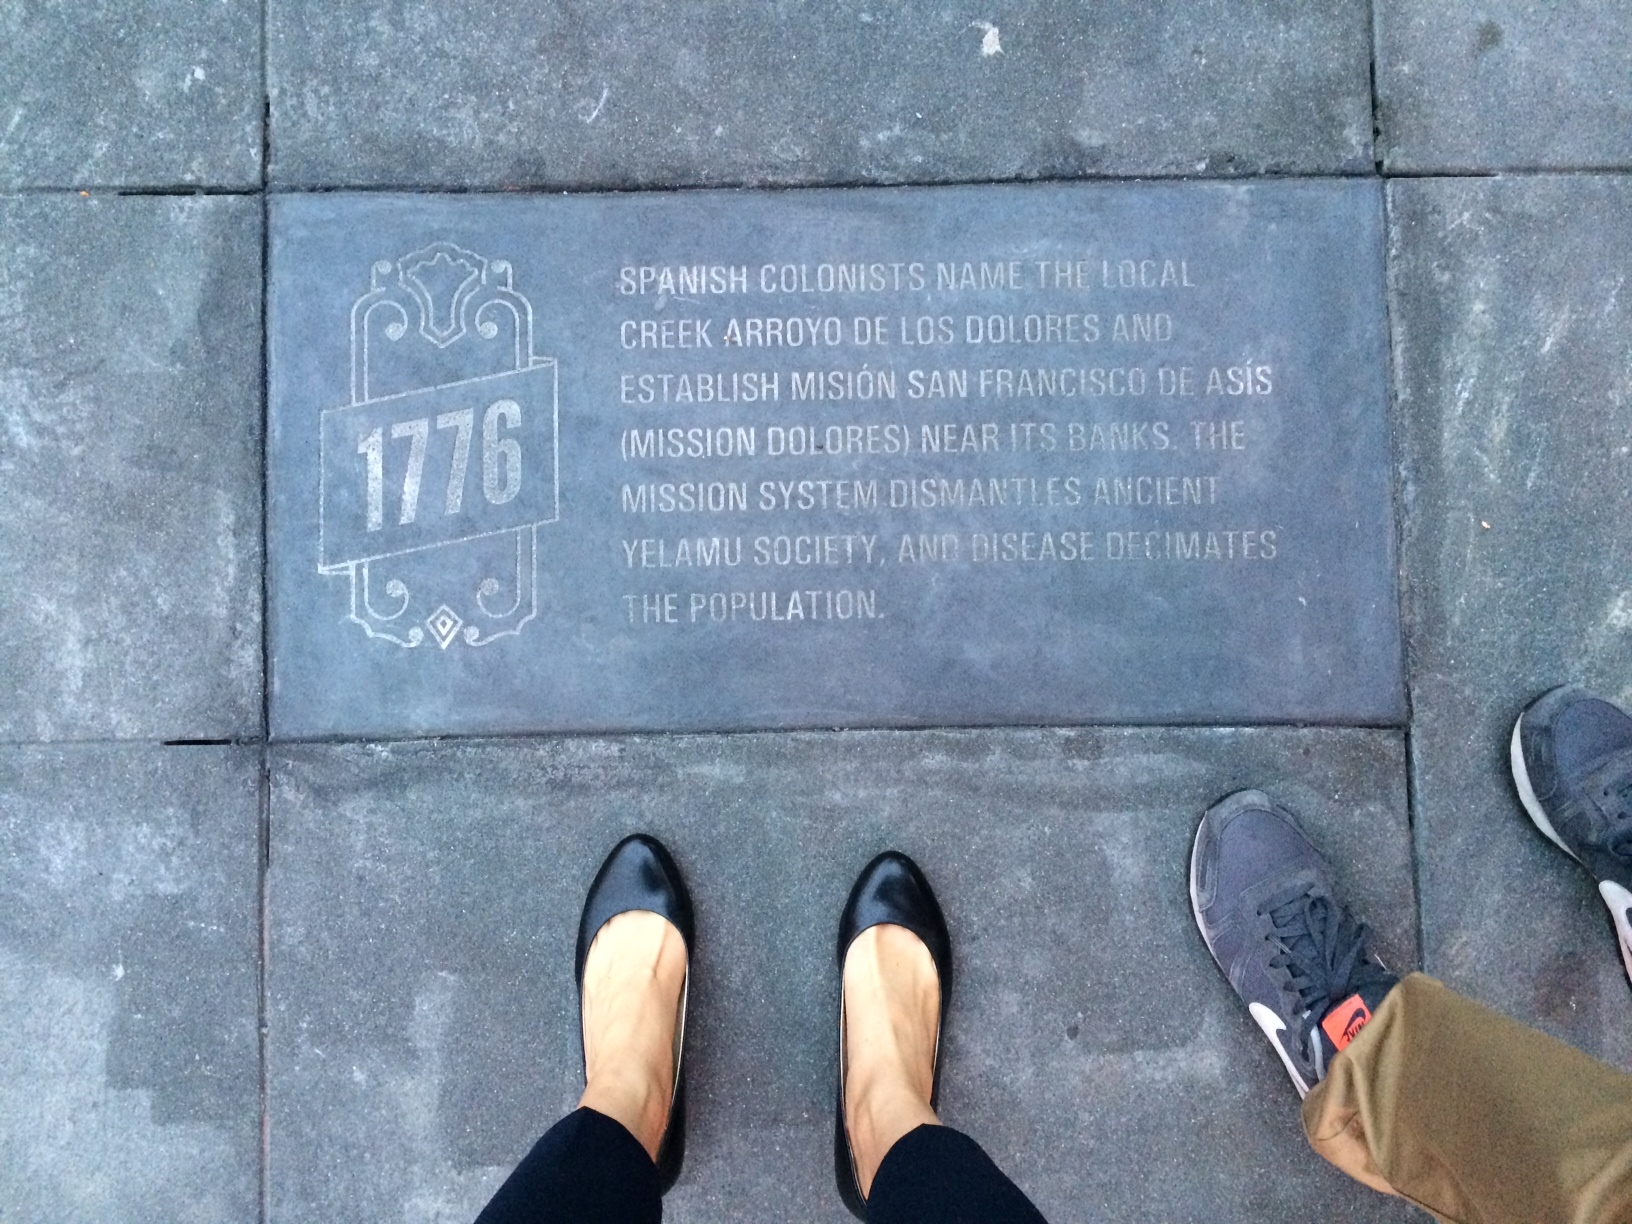 1776
SPANISH COLONISTS NAME THE LOCAL
CREEK ARROYO DE LOS DOLORES AND
ESTABLISH MISIÓN SAN FRANCISCO DE ASÍS
(MISSION DOLORES) NEAR ITS BANKS. THE
MISSION SYSTEM DISMANTLES ANCIENT
YELAMU SOCIETY, AND DISEASE DECIMATES
THE POPULATION.
NIKE